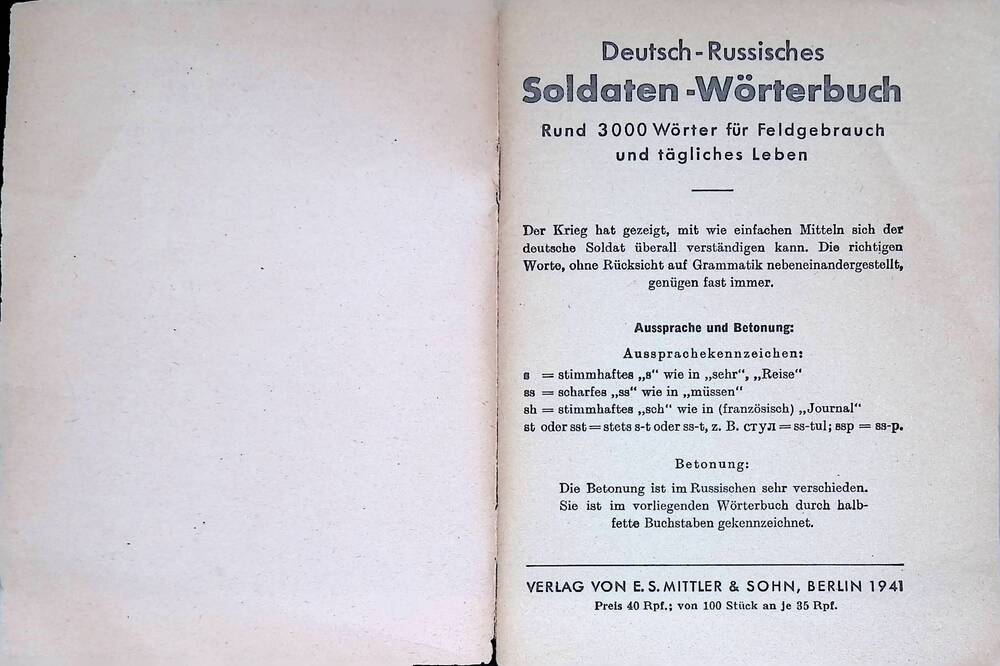 Deutsch-Russisches
Soldaten-Wörterbuch
Rund 3000 Wörter für Feldgebrauch
und tägliches Leben
Der Krieg hat gezeigt, mit wie einfachen Mitteln sich der
deutsche Soldat überall verständigen kann. Die richtigen
Worte, ohne Rücksicht auf Grammatik nebeneinandergestellt,
genügen fast immer.
Aussprache und Betonung:
Aussprachekennzeichen:
s = stimmhaftes „s“ wie in „sehr“, „Reise“
ss = scharfes „ss“ wie in „müssen“
sh = stimmhaftes „sch“ wie in (französisch) „Journal“
st oder sst = stets s-t oder ss-t, z. B. стул = ss-tul; ssp = ss-p.
Betonung:
Die Betonung ist im Russischen sehr verschieden.
Sie ist im vorliegenden Wörterbuch durch halb-
fette Buchstaben gekennzeichnet.
VERLAG VON E. S. MITTLER & SOHN, BERLIN 1941
Preis 40 Rpf.; von 100 Stück an je 35 Rpf.